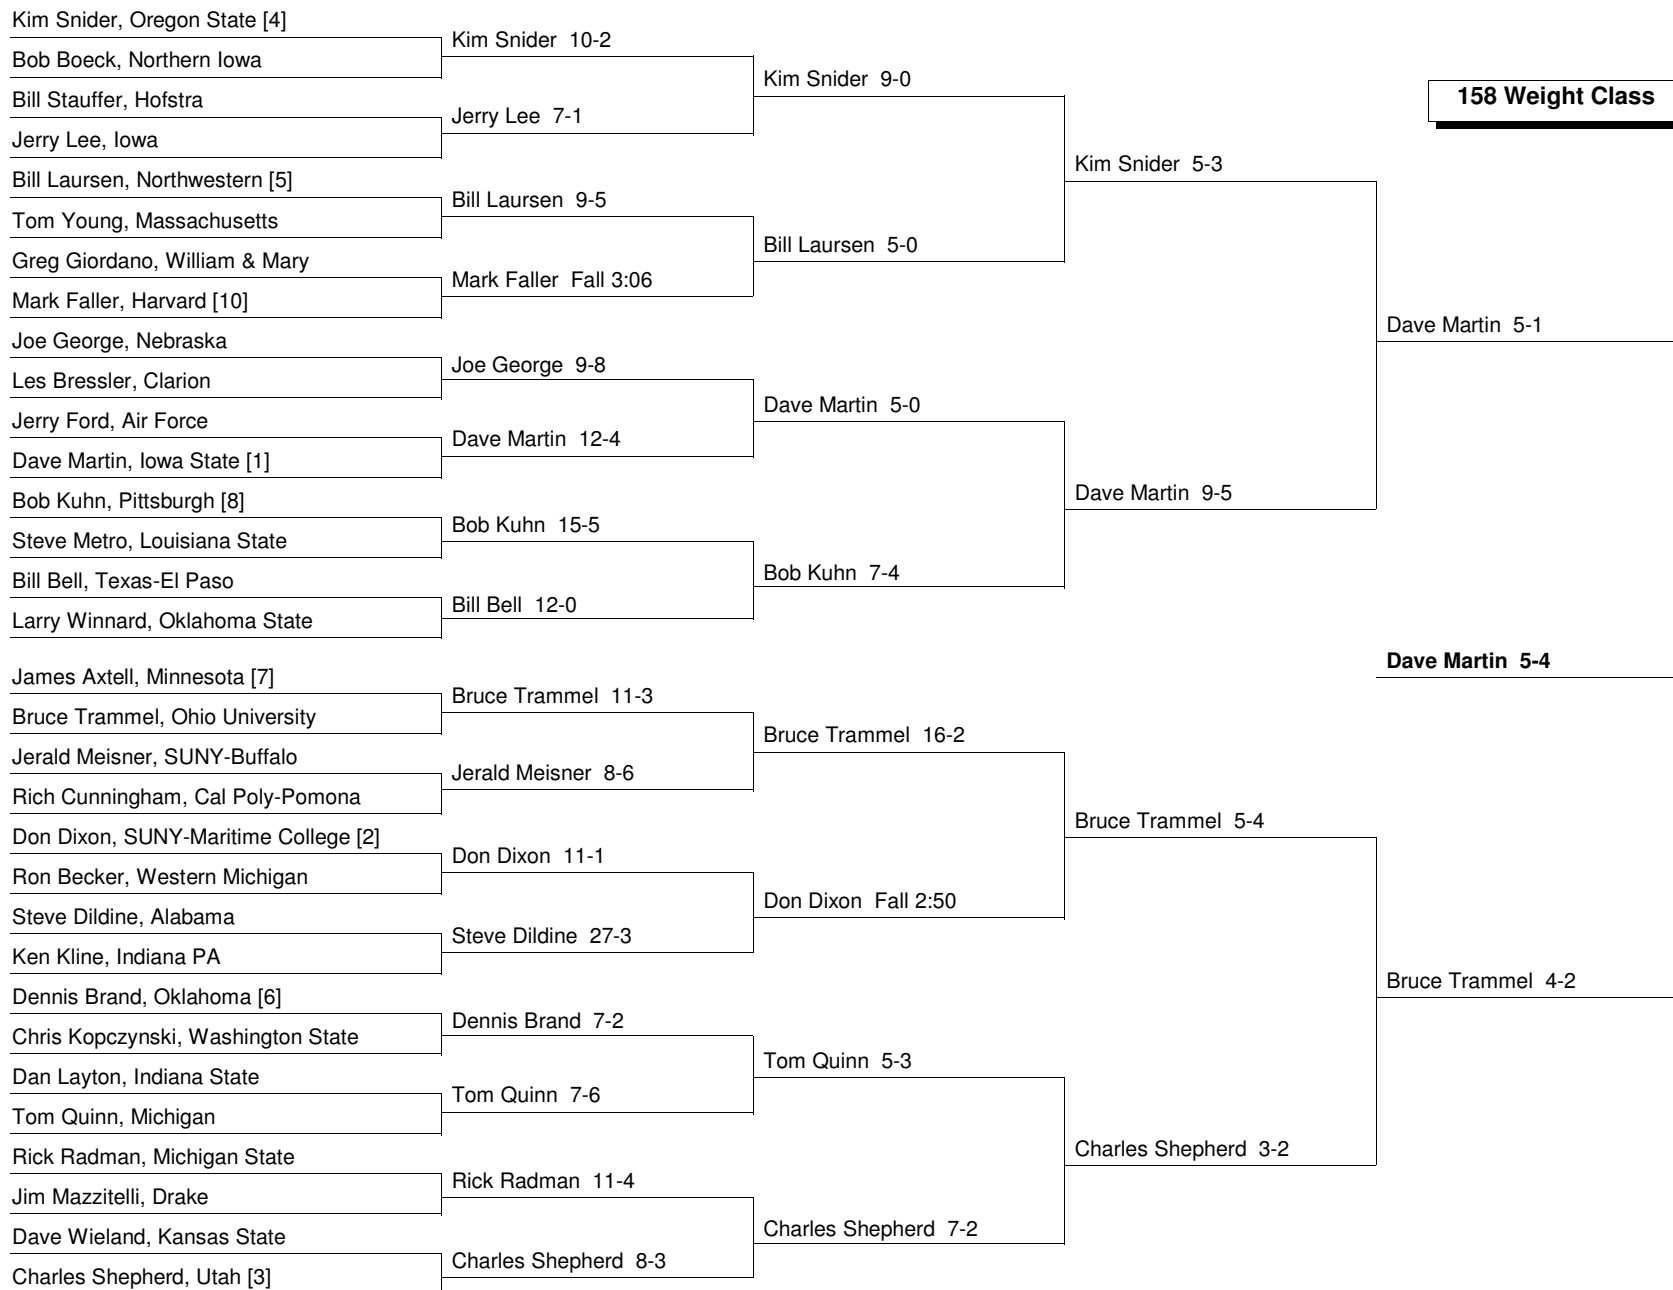 Kim Snider, Oregon State [4]
Bob Boeck, Northern Iowa
Bill Stauffer, Hofstra
Jerry Lee, Iowa
Bill Laursen, Northwestern [5]
Tom Young, Massachusetts
Greg Giordano, William & Mary
Mark Faller, Harvard [10]
Joe George, Nebraska
Les Bressler, Clarion
Jerry Ford, Air Force
Dave Martin, Iowa State [1]
Bob Kuhn, Pittsburgh [8]
Steve Metro, Louisiana State
Bill Bell, Texas-El Paso
Larry Winnard, Oklahoma State
James Axtell, Minnesota [7]
Bruce Trammel, Ohio University
Jerald Meisner, SUNY-Buffalo
Rich Cunningham, Cal Poly-Pomona
Don Dixon, SUNY-Maritime College [2]
Ron Becker, Western Michigan
Steve Dildine, Alabama
Ken Kline, Indiana PA
Dennis Brand, Oklahoma [6]
Chris Kopczynski, Washington State
Dan Layton, Indiana State
Tom Quinn, Michigan
Rick Radman, Michigan State
Jim Mazzitelli, Drake
Dave Wieland, Kansas State
Charles Shepherd, Utah [3]
Kim Snider 10-2
Jerry Lee 7-1
Bill Laursen 9-5
Mark Faller Fall 3:06
Joe George 9-8
Dave Martin 12-4
Bob Kuhn 15-5
Bill Bell 12-0
Bruce Trammel 11-3
Jerald Meisner 8-6
Don Dixon 11-1
Steve Dildine 27-3
Dennis Brand 7-2
Tom Quinn 7-6
Rick Radman 11-4
Charles Shepherd 8-3
Kim Snider 9-0
Bill Laursen 5-0
Dave Martin 5-0
Bob Kuhn 7-4
Bruce Trammel 16-2
Don Dixon Fall 2:50
Tom Quinn 5-3
Charles Shepherd 7-2
Kim Snider 5-3
Dave Martin 9-5
Bruce Trammel 5-4
Charles Shepherd 3-2
158 Weight Class
Dave Martin 5-1
Dave Martin 5-4
Bruce Trammel 4-2